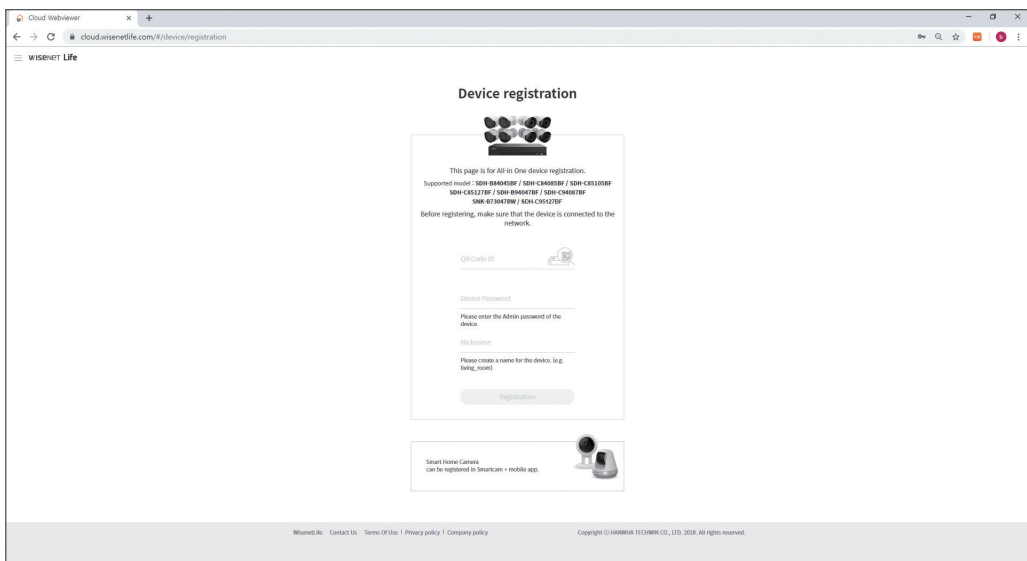 Cloud Webviewer
cloud.wisenetlife.com/#/device/registration
WISENET Life
Device registration
This page is for All-in One device registration.
Supported model : SDH-B84045BF / SDH-C84085BF / SDH-C85105BF
SDH-C85127BF / SDH-B94047BF / SDH-C94087BF
SNK-B73047BW / SDH-C95127BF
Before registering, make sure that the device is connected to the
network.
QR Code ID
Device Password
Please enter the Admin password of the
device.
Nickname
Please create a name for the device. (e.g.
living_room)
Registration
Smart Home Camera
can be registered in Smartcam + mobile app.
WisenetLife Contact Us Terms Of Use | Privacy policy | Company policy Copyright ⓒ HANWHA TECHWIN CO., LTD. 2018. All rights reserved.